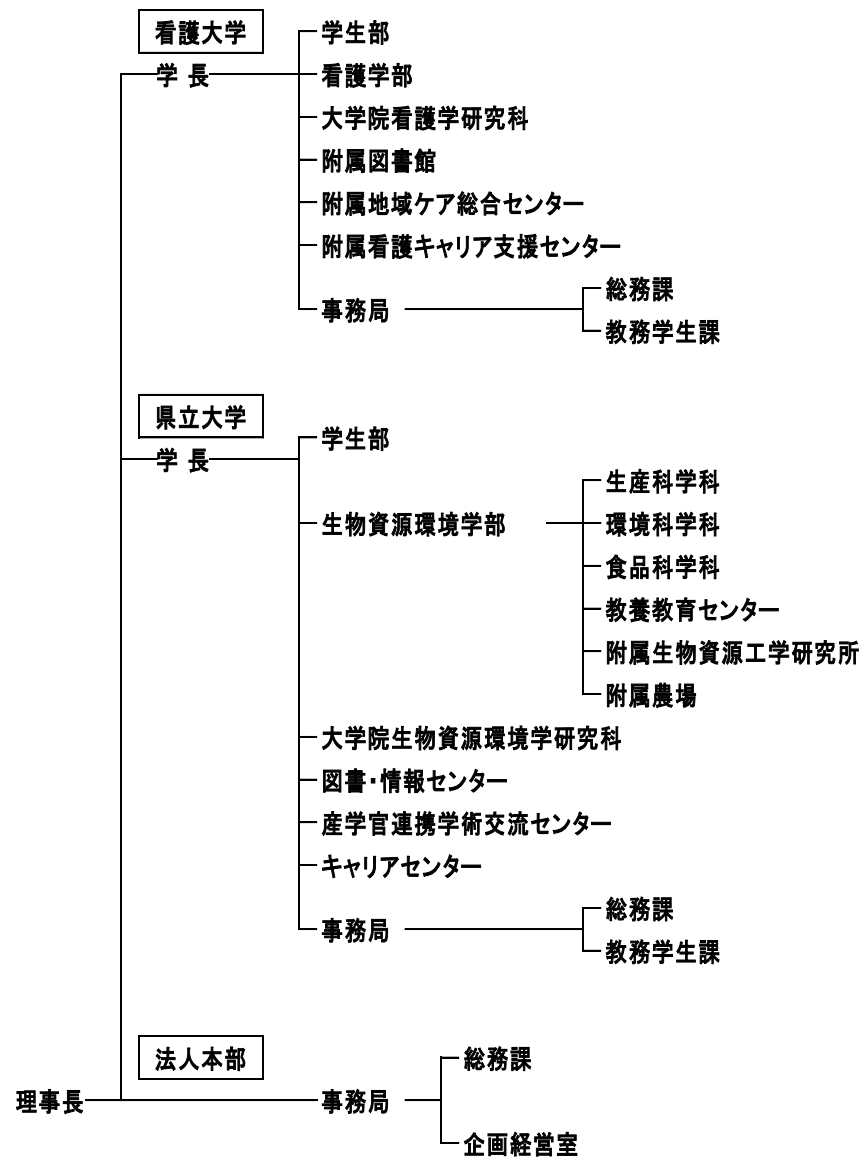 看護大学
学生部
学 長
看護学部
大学院看護学研究科
附属図書館
附属地域ケア総合センター
附属看護キャリア支援センター
事務局
総務課
教務学生課
県立大学
学生部
学 長
生物資源環境学部
生産科学科
環境科学科
食品科学科
教養教育センター
附属生物資源工学研究所
附属農場
大学院生物資源環境学研究科
図書・情報センター
産学官連携学術交流センター
キャリアセンター
事務局
総務課
教務学生課
法人本部
理事長
事務局
総務課
企画経営室